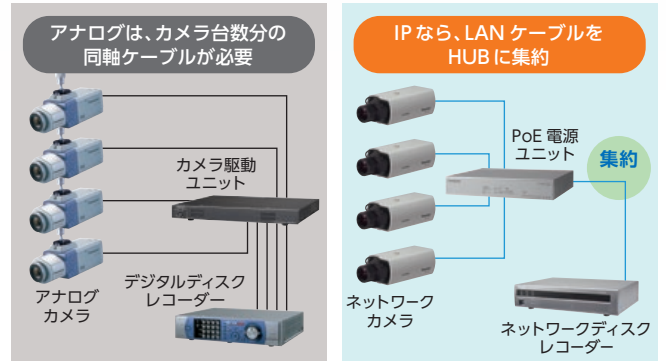 アナログは、カメラ台数分の
同軸ケーブルが必要
カメラ駆動
ユニット
デジタルディスク
レコーダー
アナログ
カメラ
IPなら、LANケーブルを
HUBに集約
PoE電源
ユニット
集約
ネットワーク
カメラ
ネットワークディスク
レコーダー